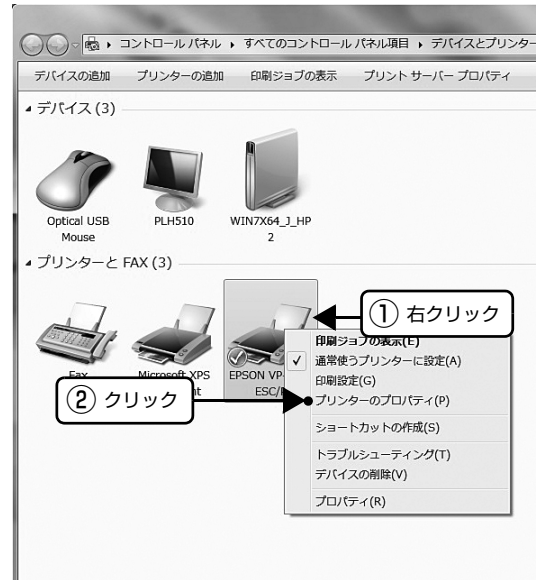 コントロール パネル ▸ すべてのコントロール パネル項目 ▸ デバイスとプリンター
デバイスの追加 プリンターの追加 印刷ジョブの表示 プリント サーバー プロパティ
デバイス (3)
Optical USB
Mouse
PLH510
WIN7X64_J_HP
2
プリンターと FAX (3)
Fax
Microsoft XPS
EPSON VP-
ESC/
① 右クリック
印刷ジョブの表示(E)
✓ 通常使うプリンターに設定(A)
印刷設定(G)
② クリック
プリンターのプロパティ(P)
ショートカットの作成(S)
トラブルシューティング(T)
デバイスの削除(V)
プロパティ(R)